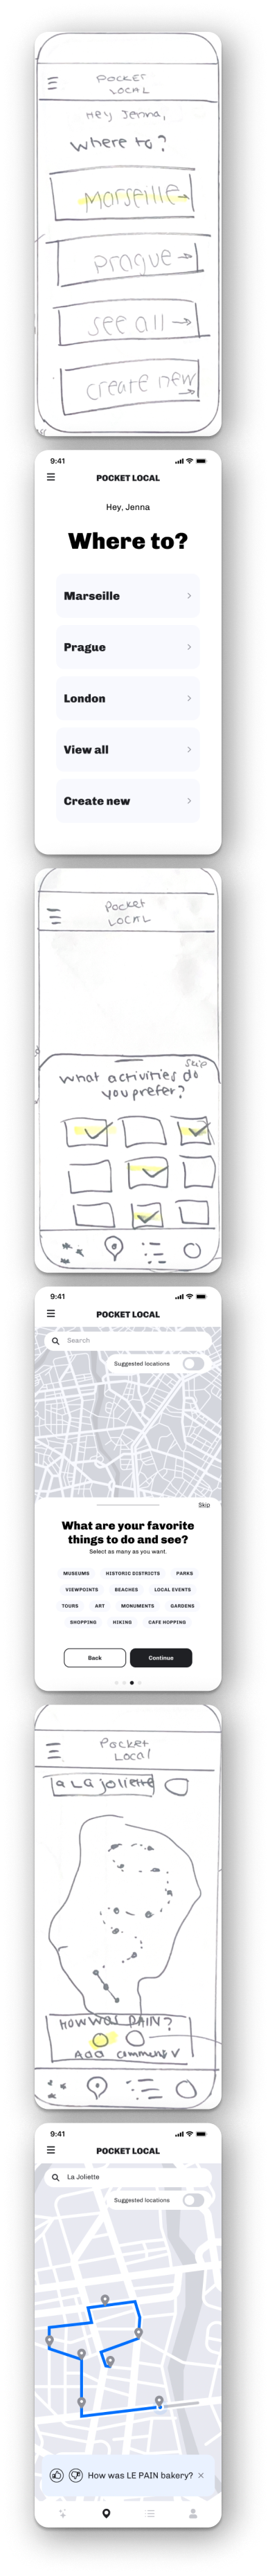 POCKET
LOCAL
Hey Jenna,
Where to?
Marseille
prague
see all
create new
9:41
POCKET LOCAL
Hey, Jenna
Where to?
Marseille
Prague
London
View all
Create new
Pocket
LOCAL
Skip
What activities do
you prefer?
9:41
POCKET LOCAL
Search
Suggested locations
Skip
What are your favorite
things to do and see?
Select as many as you want.
MUSEUMS HISTORIC DISTRICTS PARKS
VIEWPOINTS BEACHES LOCAL EVENTS
TOURS ART MONUMENTS GARDENS
SHOPPING HIKING CAFE HOPPING
Back Continue
Pocket
Local
La joliette
HOW WAS PAIN?
Add comment
9:41
POCKET LOCAL
La Joliette
Suggested locations
How was LE PAIN bakery?